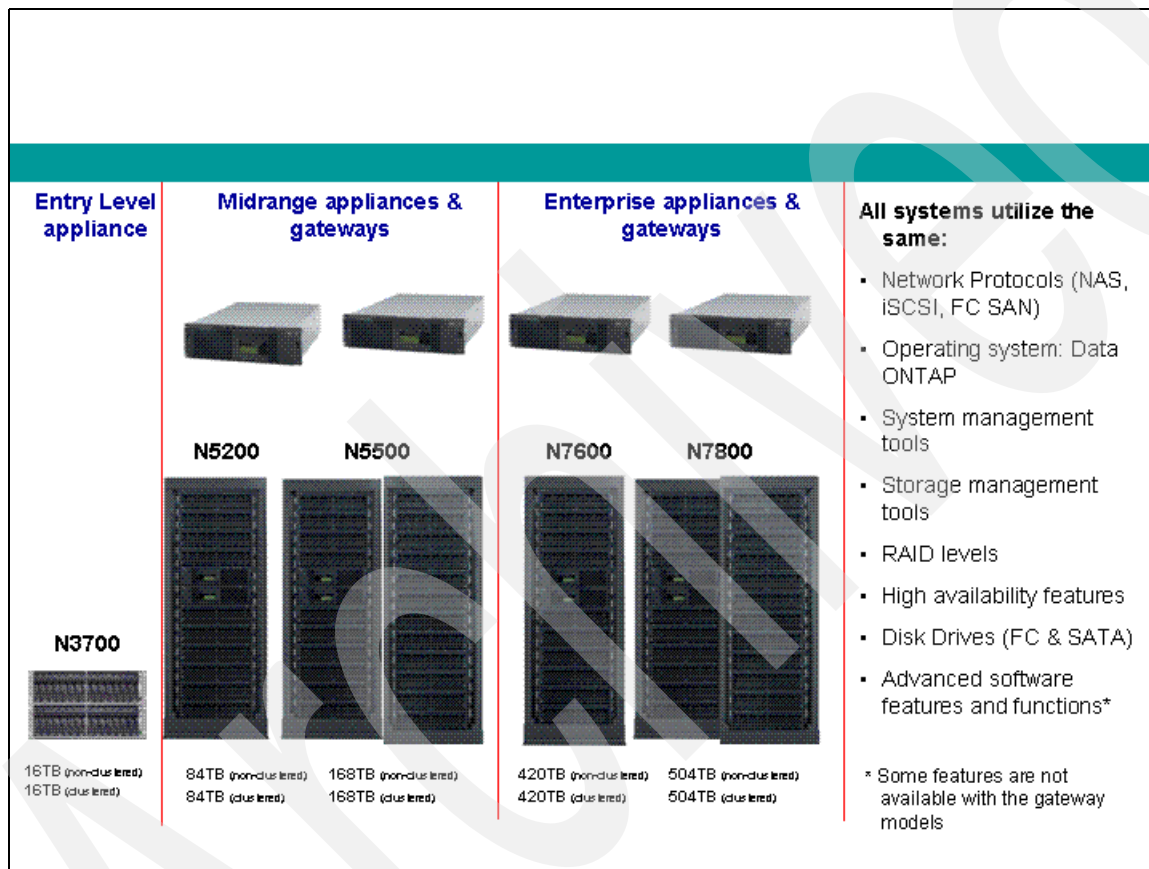 Entry Level
appliance
Midrange appliances &
gateways
Enterprise appliances &
gateways
N5200
N5500
N7600
N7800
N3700
16TB (non-clustered)
16TB (clustered)
84TB (non-clustered)
84TB (clustered)
168TB (non-clustered)
168TB (clustered)
420TB (non-clustered)
420TB (clustered)
504TB (non-clustered)
504TB (clustered)
All systems utilize the
same:
▪ Network Protocols (NAS,
iSCSI, FC SAN)
▪ Operating system: Data
ONTAP
▪ System management
tools
▪ Storage management
tools
▪ RAID levels
▪ High availability features
▪ Disk Drives (FC & SATA)
▪ Advanced software
features and functions*
* Some features are not
available with the gateway
models
Archived